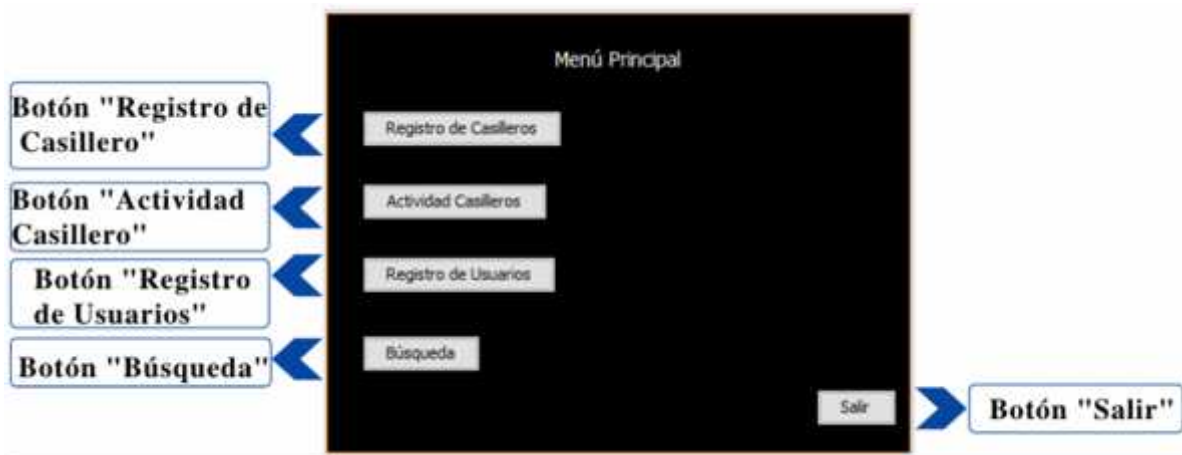 Menú Principal
Botón "Registro de
Casillero"
Registro de Casilleros
Botón "Actividad
Casillero"
Actividad Casilleros
Botón "Registro
de Usuarios"
Registro de Usuarios
Botón "Búsqueda"
Búsqueda
Salir
Botón "Salir"